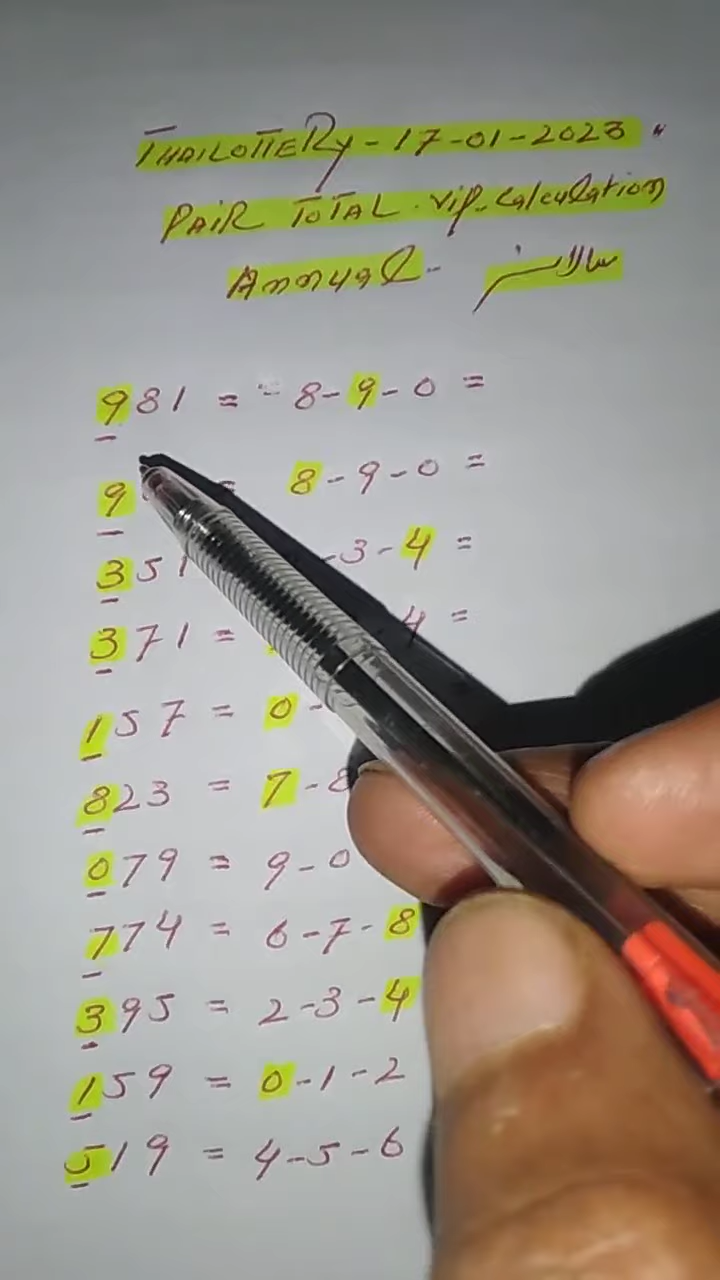 THAILOTTERY - 17-01-2023 "
PAIR TOTAL. VIP. Calculation
Annual - سالانہ
981 = - 8-9-0 =
9 = 8-9-0 =
351 -3-4 =
371 = 4 =
157 = 0-
823 = 7-8
079 = 9-0
774 = 6-7-8
395 = 2-3-4
159 = 0-1-2
519 = 4-5-6